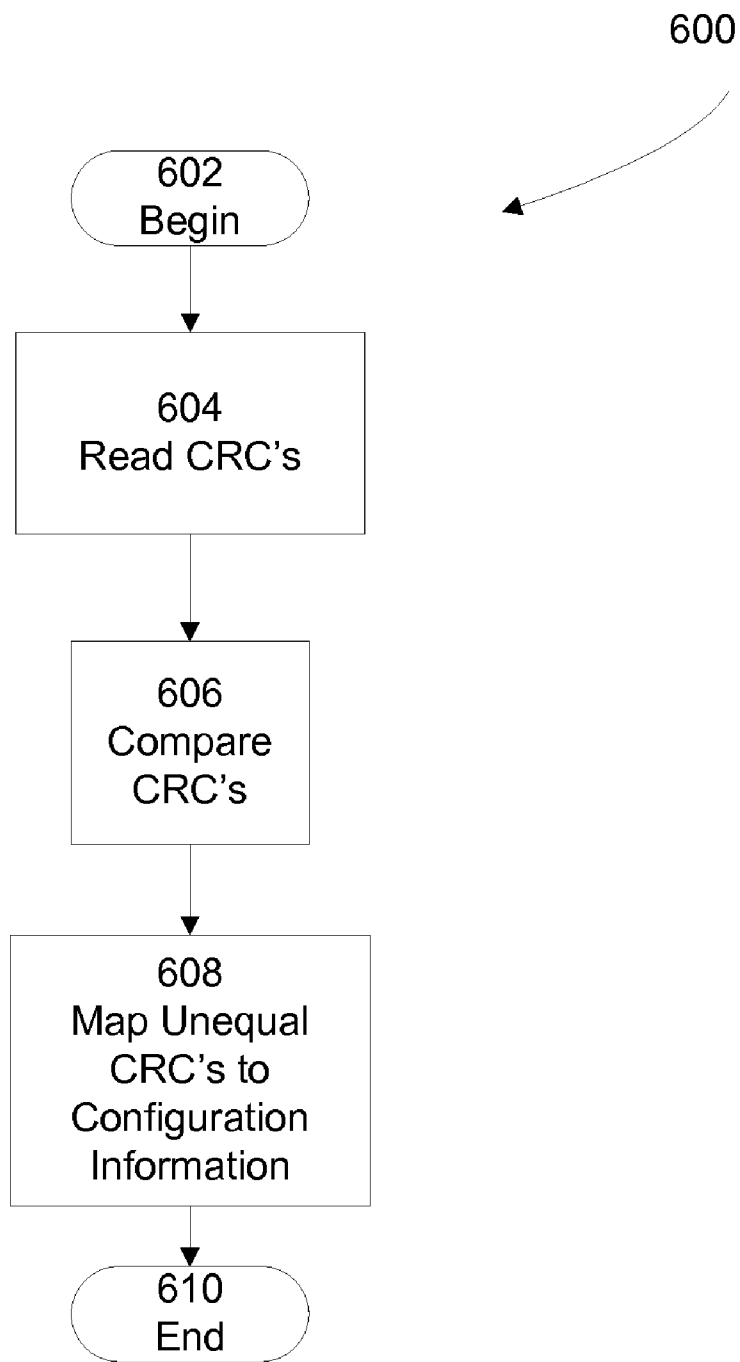 600
602
Begin
604
Read CRC's
606
Compare
CRC's
608
Map Unequal
CRC's to
Configuration
Information
610
End